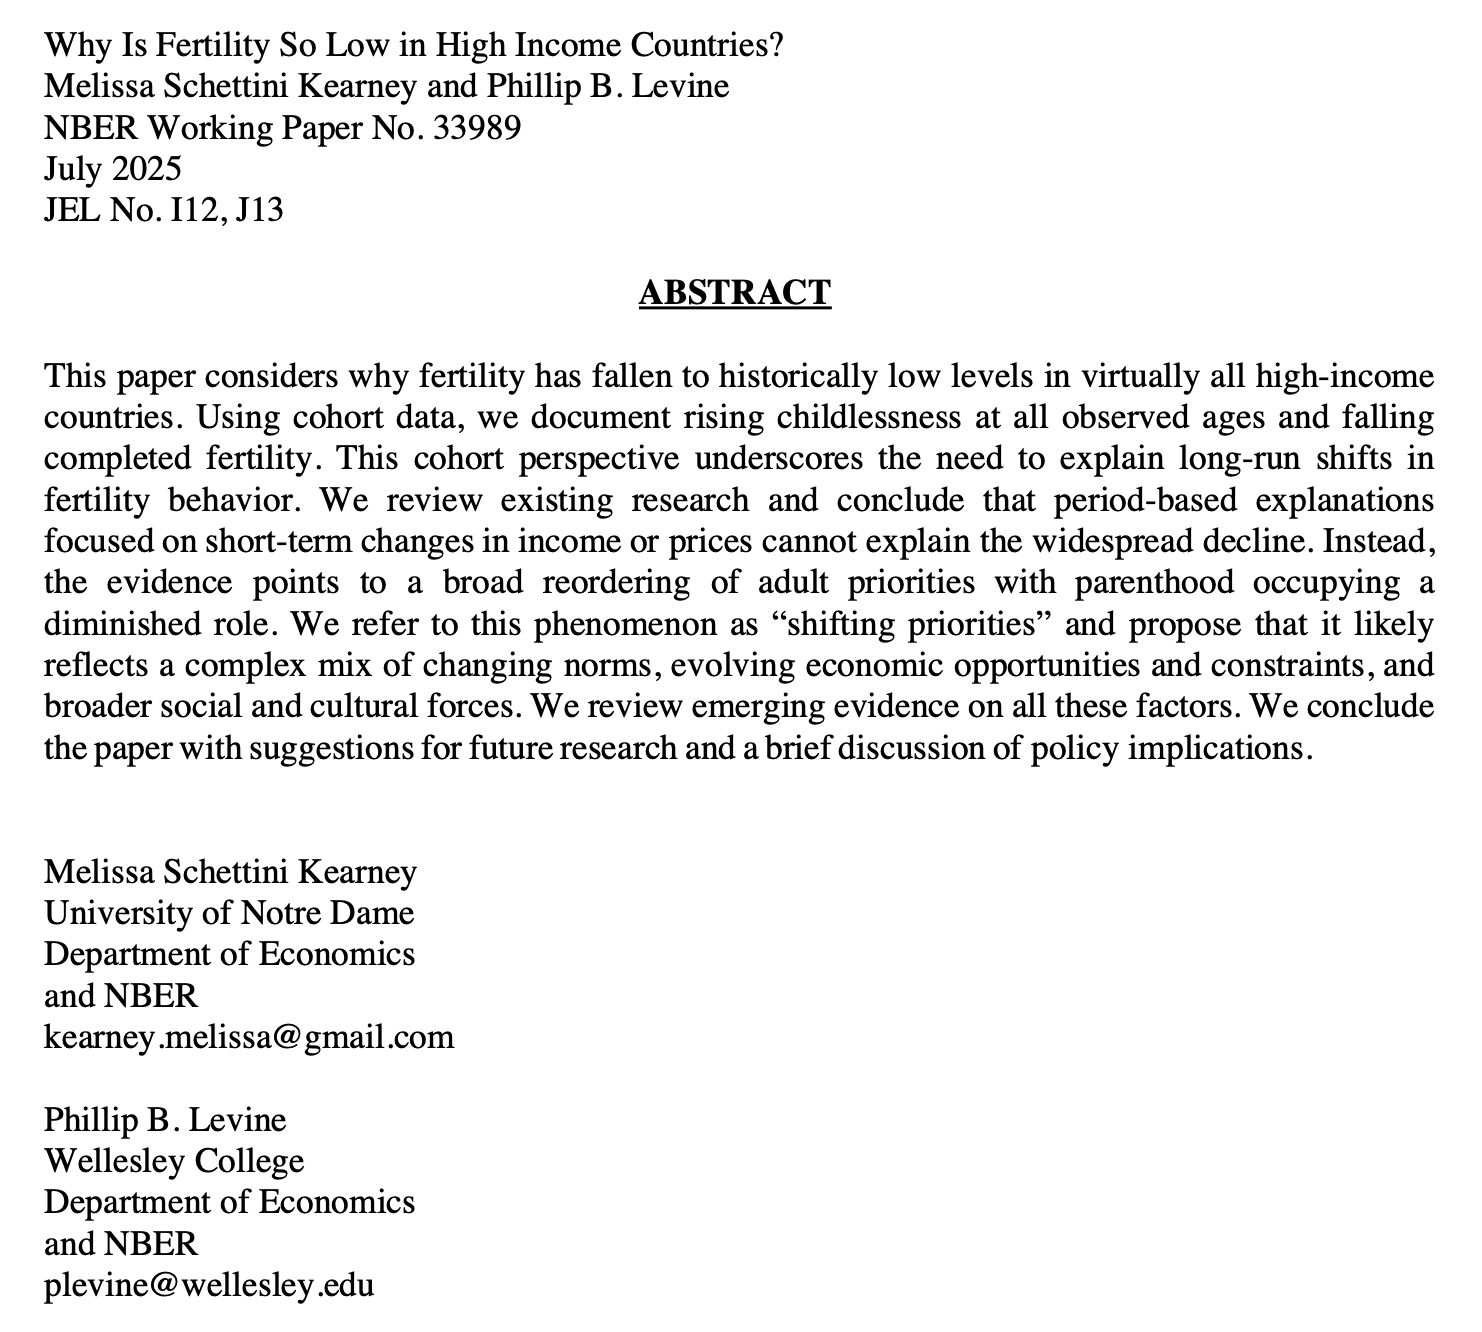 Why Is Fertility So Low in High Income Countries?
Melissa Schettini Kearney and Phillip B. Levine
NBER Working Paper No. 33989
July 2025
JEL No. I12, J13
ABSTRACT
This paper considers why fertility has fallen to historically low levels in virtually all high-income
countries. Using cohort data, we document rising childlessness at all observed ages and falling
completed fertility. This cohort perspective underscores the need to explain long-run shifts in
fertility behavior. We review existing research and conclude that period-based explanations
focused on short-term changes in income or prices cannot explain the widespread decline. Instead,
the evidence points to a broad reordering of adult priorities with parenthood occupying a
diminished role. We refer to this phenomenon as “shifting priorities” and propose that it likely
reflects a complex mix of changing norms, evolving economic opportunities and constraints, and
broader social and cultural forces. We review emerging evidence on all these factors. We conclude
the paper with suggestions for future research and a brief discussion of policy implications.
Melissa Schettini Kearney
University of Notre Dame
Department of Economics
and NBER
kearney.melissa@gmail.com
Phillip B. Levine
Wellesley College
Department of Economics
and NBER
plevine@wellesley.edu